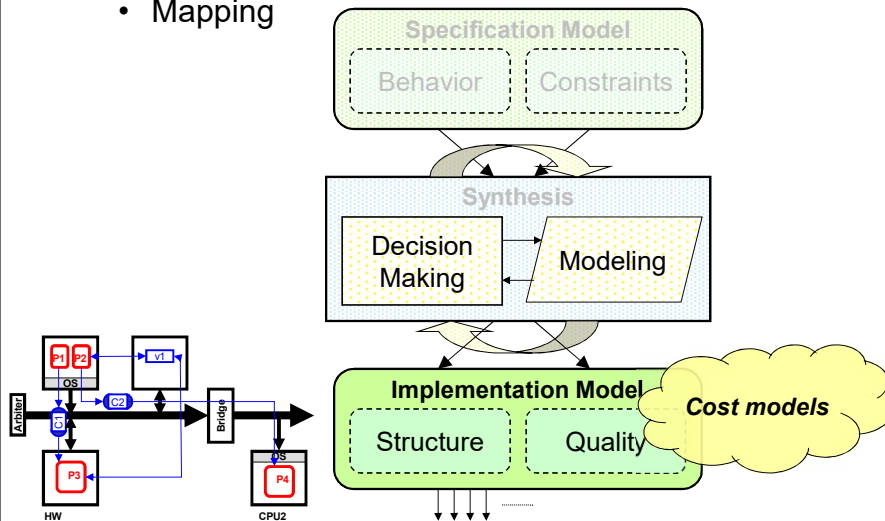 • Mapping
Specification Model
Behavior
Constraints
Synthesis
Decision
Making
Modeling
Implementation Model
Structure
Quality
Cost models
P1
P2
OS
v1
C2
C1
Arbiter
Bridge
P3
HW
OS
P4
CPU2